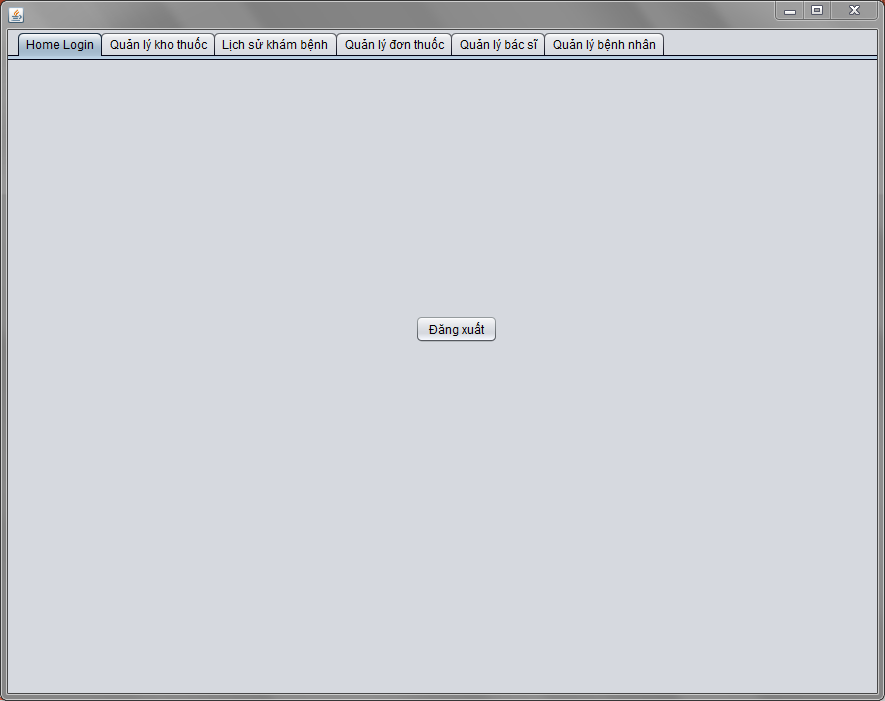 Home Login Quản lý kho thuốc Lịch sử khám bệnh Quản lý đơn thuốc Quản lý bác sĩ Quản lý bệnh nhân
Đăng xuất